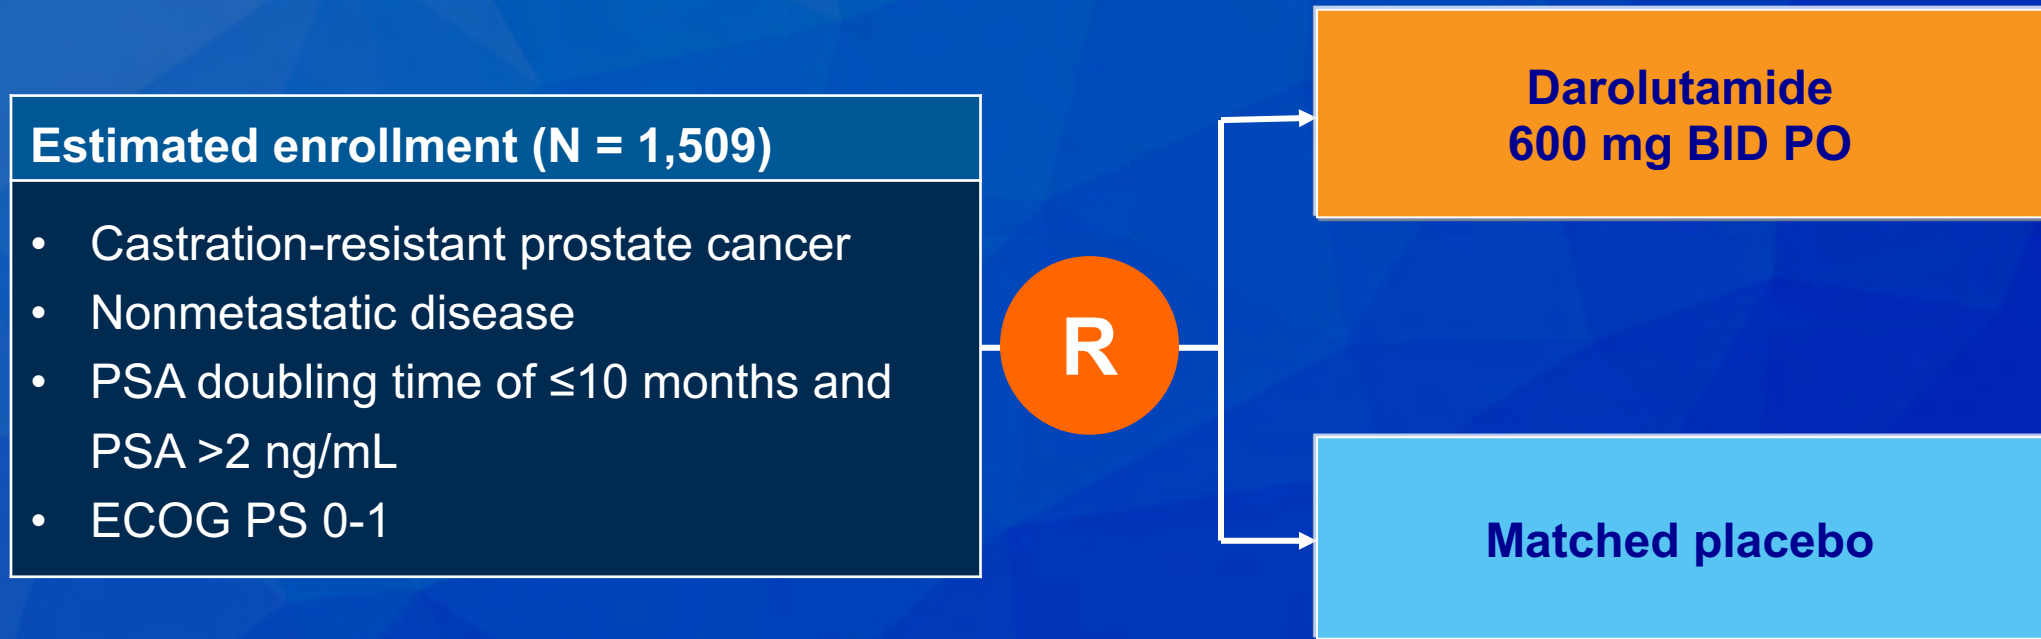 Estimated enrollment (N = 1,509)
• Castration-resistant prostate cancer
• Nonmetastatic disease
• PSA doubling time of ≤10 months and
PSA >2 ng/mL
• ECOG PS 0-1
R
Darolutamide
600 mg BID PO
Matched placebo